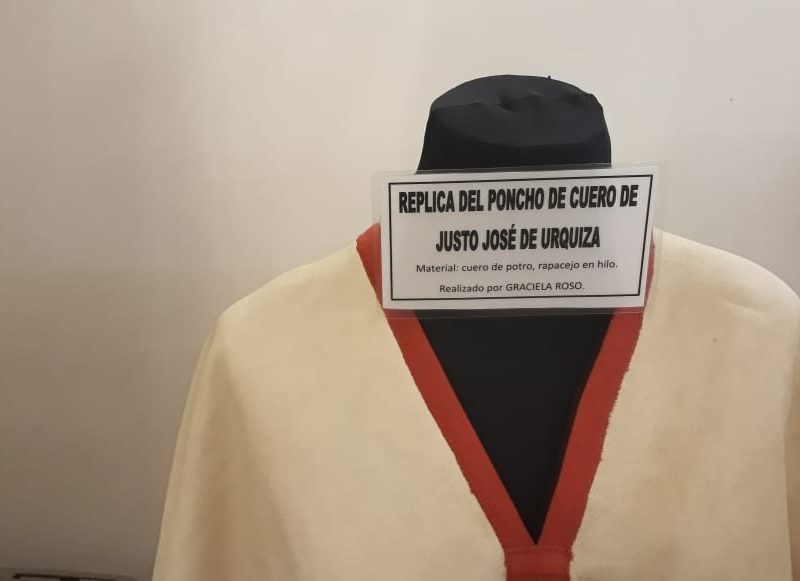 REPLICA DEL PONCHO DE CUERO DE
JUSTO JOSÉ DE URQUIZA
Material: cuero de potro, rapacejo en hilo.
Realizado por GRACIELA ROSO.